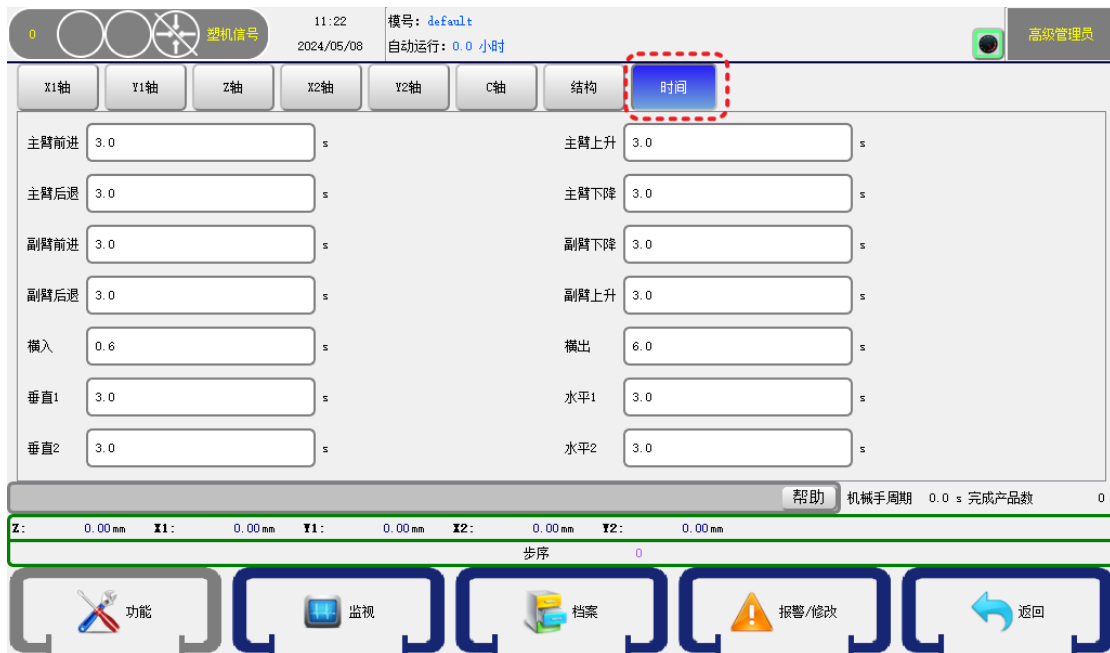 0 塑机信号 11:22 模号: default 高级管理员
2024/05/08 自动运行: 0.0 小时
X1轴 Y1轴 Z轴 X2轴 Y2轴 C轴 结构 时间
主臂前进 3.0 s 主臂上升 3.0 s
主臂后退 3.0 s 主臂下降 3.0 s
副臂前进 3.0 s 副臂下降 3.0 s
副臂后退 3.0 s 副臂上升 3.0 s
横入 0.6 s 横出 6.0 s
垂直1 3.0 s 水平1 3.0 s
垂直2 3.0 s 水平2 3.0 s
帮助 机械手周期 0.0 s 完成产品数 0
Z: 0.00mm X1: 0.00mm Y1: 0.00mm X2: 0.00mm Y2: 0.00mm
步序 0
功能 监视 档案 报警/修改 返回